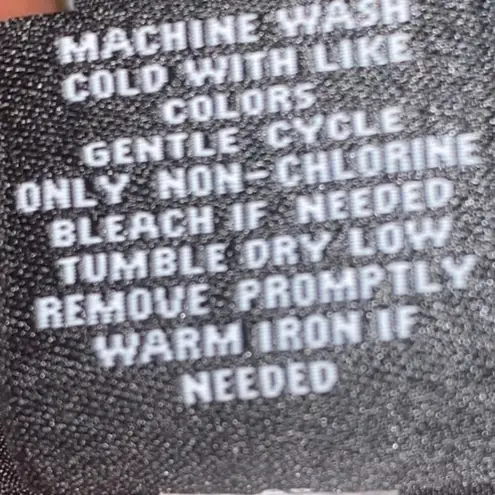 MACHINE WASH
COLD WITH LIKE
COLORS
GENTLE CYCLE
ONLY NON-CHLORINE
BLEACH IF NEEDED
TUMBLE DRY LOW
REMOVE PROMPTLY
WARM IRON IF
NEEDED